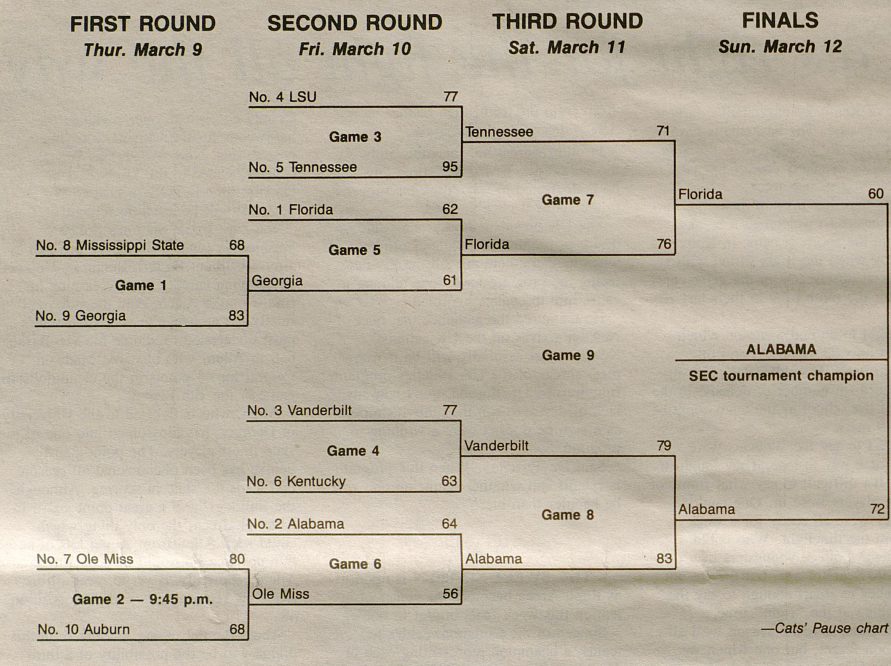 FIRST ROUND
Thur. March 9
SECOND ROUND
Fri. March 10
THIRD ROUND
Sat. March 11
FINALS
Sun. March 12
No. 8 Mississippi State 68
Game 1
No. 9 Georgia 83
No. 7 Ole Miss 80
Game 2 — 9:45 p.m.
No. 10 Auburn 68
No. 4 LSU 77
Game 3
No. 5 Tennessee 95
No. 1 Florida 62
Game 5
Georgia 61
No. 3 Vanderbilt 77
Game 4
No. 6 Kentucky 63
No. 2 Alabama 64
Game 6
Ole Miss 56
Tennessee 71
Game 7
Florida 76
Game 9
Vanderbilt 79
Game 8
Alabama 83
Florida 60
ALABAMA
SEC tournament champion
Alabama 72
—Cats' Pause chart